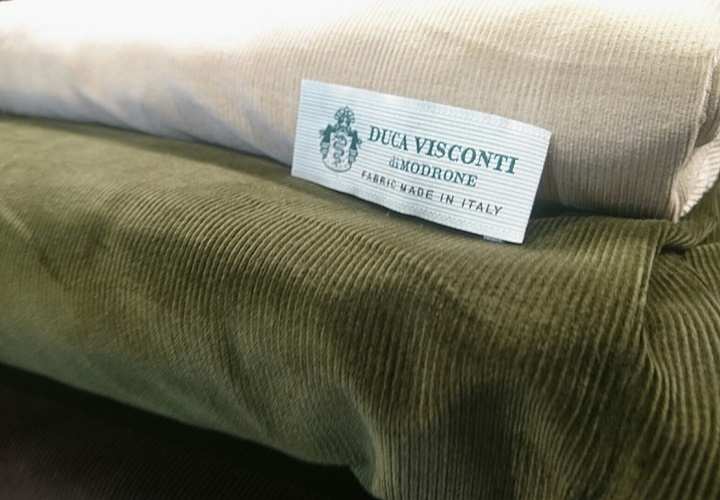 DUCA VISCONTI
di MODRONE
FABRIC MADE IN ITALY